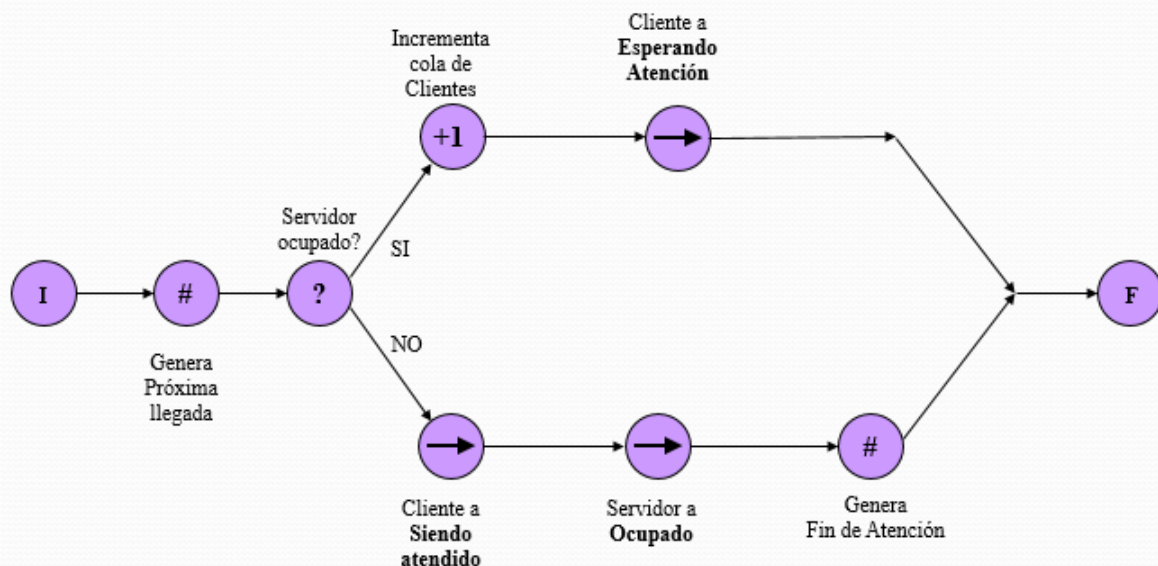 Cliente a
Esperando
Atención
Incrementa
cola de
Clientes
+1
Servidor
ocupado?
SI
I
#
?
F
Genera
Próxima
llegada
NO
#
Cliente a
Siendo
atendido
Servidor a
Ocupado
Genera
Fin de Atención